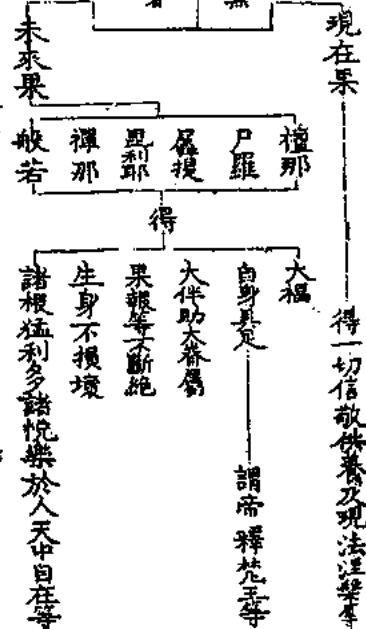 現在果
得一切信敬供養及現法涅槃等
未來果
檀那
尸羅
羼提
毘利耶
禪那
般若
得
大福
自身具足
謂帝釋梵王等
大伴助大眷屬
果報等不斷絕
生身不損壞
諸根猛利多諸悅樂於人天中自在等